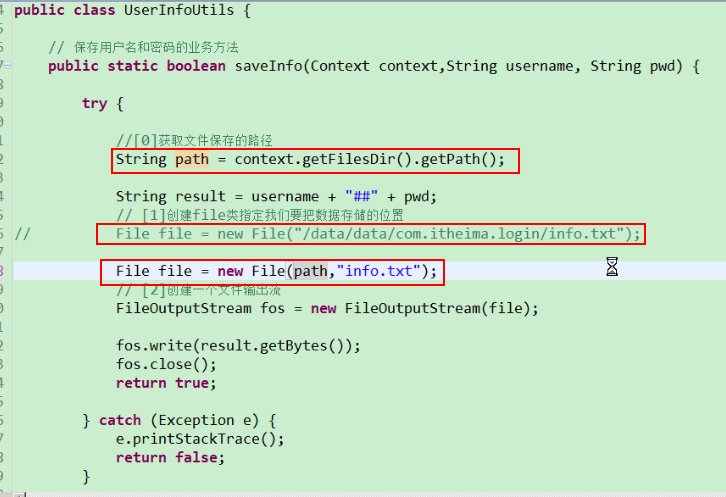 public class UserInfoUtils {
// 保存用户名和密码的业务方法
public static boolean saveInfo(Context context,String username, String pwd) {
try {
//[0]获取文件保存的路径
String path = context.getFilesDir().getPath();
String result = username + "##" + pwd;
// [1]创建file类指定我们要把数据存储的位置
// File file = new File("/data/data/com.itheima.login/info.txt");
File file = new File(path,"info.txt");
// [2]创建一个文件输出流
FileOutputStream fos = new FileOutputStream(file);
fos.write(result.getBytes());
fos.close();
return true;
} catch (Exception e) {
e.printStackTrace();
return false;
}